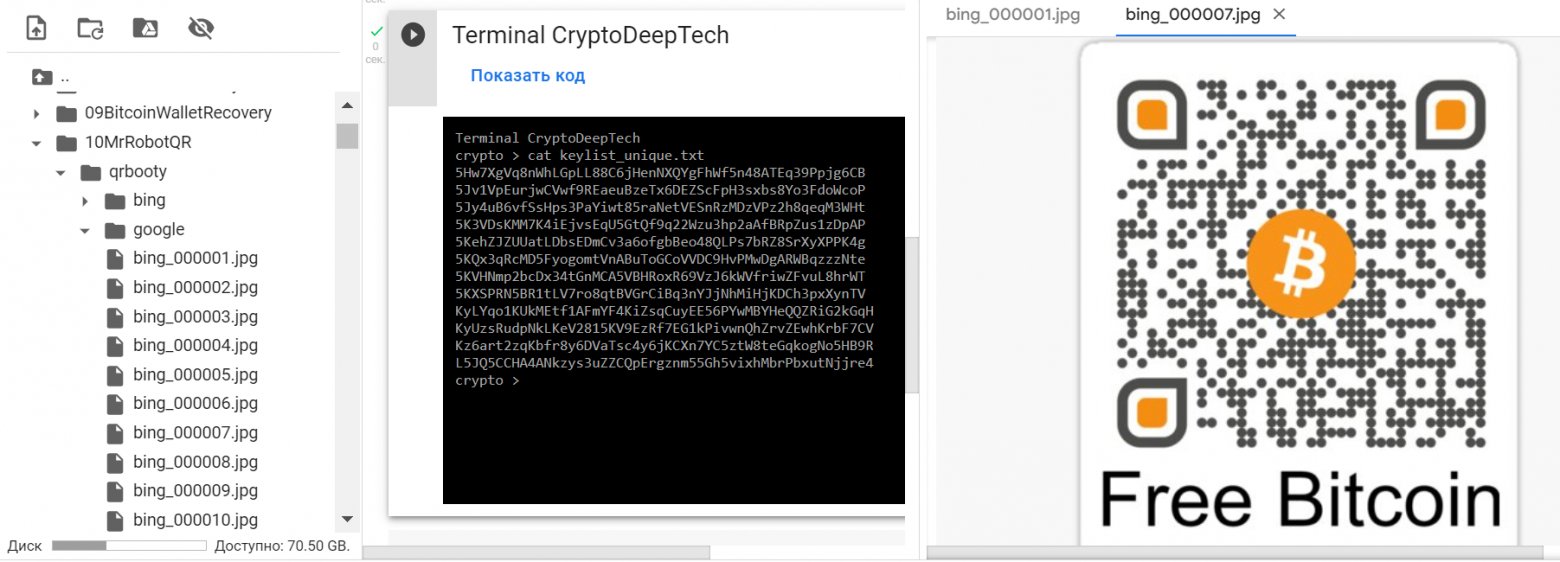 ..
09BitcoinWalletRecovery
10MrRobotQR
qrbooty
bing
google
bing_000001.jpg
bing_000002.jpg
bing_000003.jpg
bing_000004.jpg
bing_000005.jpg
bing_000006.jpg
bing_000007.jpg
bing_000008.jpg
bing_000009.jpg
bing_000010.jpg
Диск Доступно: 70.50 GB.
0
сек.
Terminal CryptoDeepTech
Показать код
Terminal CryptoDeepTech
crypto > cat keylist_unique.txt
5Hw7XgVq8nWhLGpLL88C6jHenNXQYgFhWf5n48ATEq39Ppjg6CB
5Jv1VpEurjwCVwf9REaeuBzeTx6DEZScFpH3sxbs8Yo3FdoWcoP
5Jy4uB6vfSsHps3PaYiwt85raNetVESnRzMDzVPz2h8qeqM3WHt
5K3VDsKMM7K4iEjvsEqU5GtQf9q22Wzu3hp2aAfBRpZus1zDpAP
5KehZJZUUatLDbsEDmCv3a6ofgbBeo48QLPs7bRZ8SrXyXPPK4g
5KQx3qRcMD5FyogomtVnABuToGCoVVDC9HvPMwDgARWBqzzzNte
5KVHNmp2bcDx34tGnMCA5VBHRoxR69VzJ6kWVfriwZFvuL8hrWT
5KXSPRN5BR1tLV7ro8qtBVGrCiBq3nYJjNhMiHjKDCh3pxXynTV
KyLYqo1KUkMEtf1AFmYF4KiZsqCuyEE56PYwMBYHeQQZRiG2kGqH
KyUzsRudpNkLKeV2815KV9EzRf7EG1kPivwnQhZrvZEwhKrbF7CV
Kz6art2zqKbfr8y6DVaTsc4y6jKCXn7YC5ztW8teGqkogNo5HB9R
L5JQ5CCHA4ANkzys3uZZCQpErgznm55Gh5vixhMbrPbxutNjjre4
crypto >
bing_000001.jpg bing_000007.jpg
Free Bitcoin